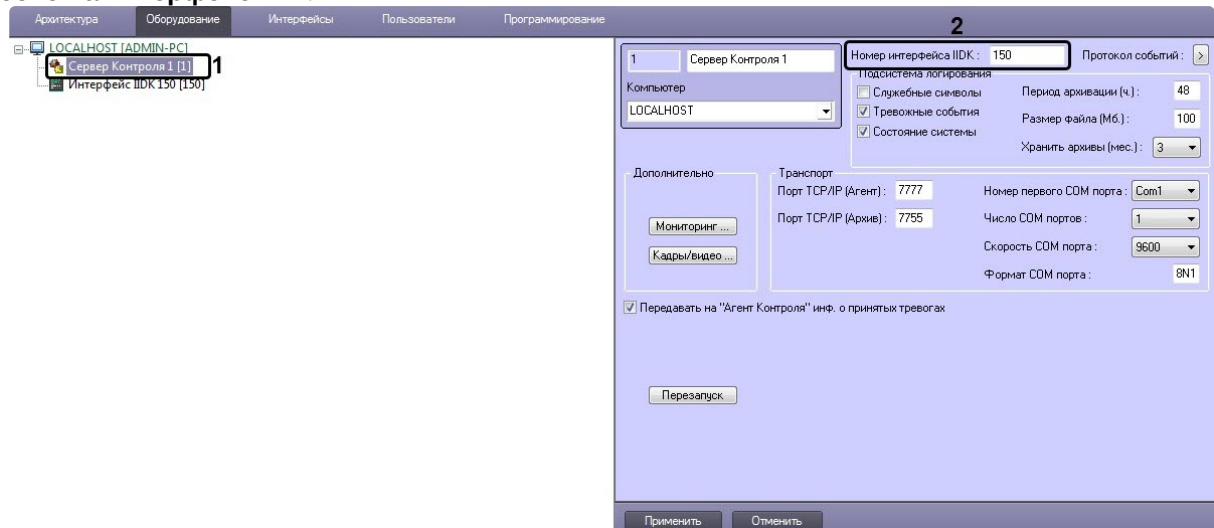 Архитектура Оборудование Интерфейсы Пользователи Программирование
LOCALHOST [ADMIN-PC]
Сервер Контроля 1 [1] 1
Интерфейс IIDK 150 [150]
2
1 Сервер Контроля 1
Номер интерфейса IIDK : 150 Протокол событий : >
Компьютер
LOCALHOST
Подсистема логирования
Служебные символы Период архивации (ч.) : 48
Тревожные события Размер файла (Мб.) : 100
Состояние системы
Хранить архивы (мес.) : 3
Дополнительно
Мониторинг ...
Кадры/видео ...
Транспорт
Порт TCP/IP (Агент) : 7777 Номер первого COM порта : Com1
Порт TCP/IP (Архив) : 7755 Число COM портов : 1
Скорость COM порта : 9600
Формат COM порта : 8N1
Передавать на "Агент Контроля" инф. о принятых тревогах
Перезапуск
Применить Отменить